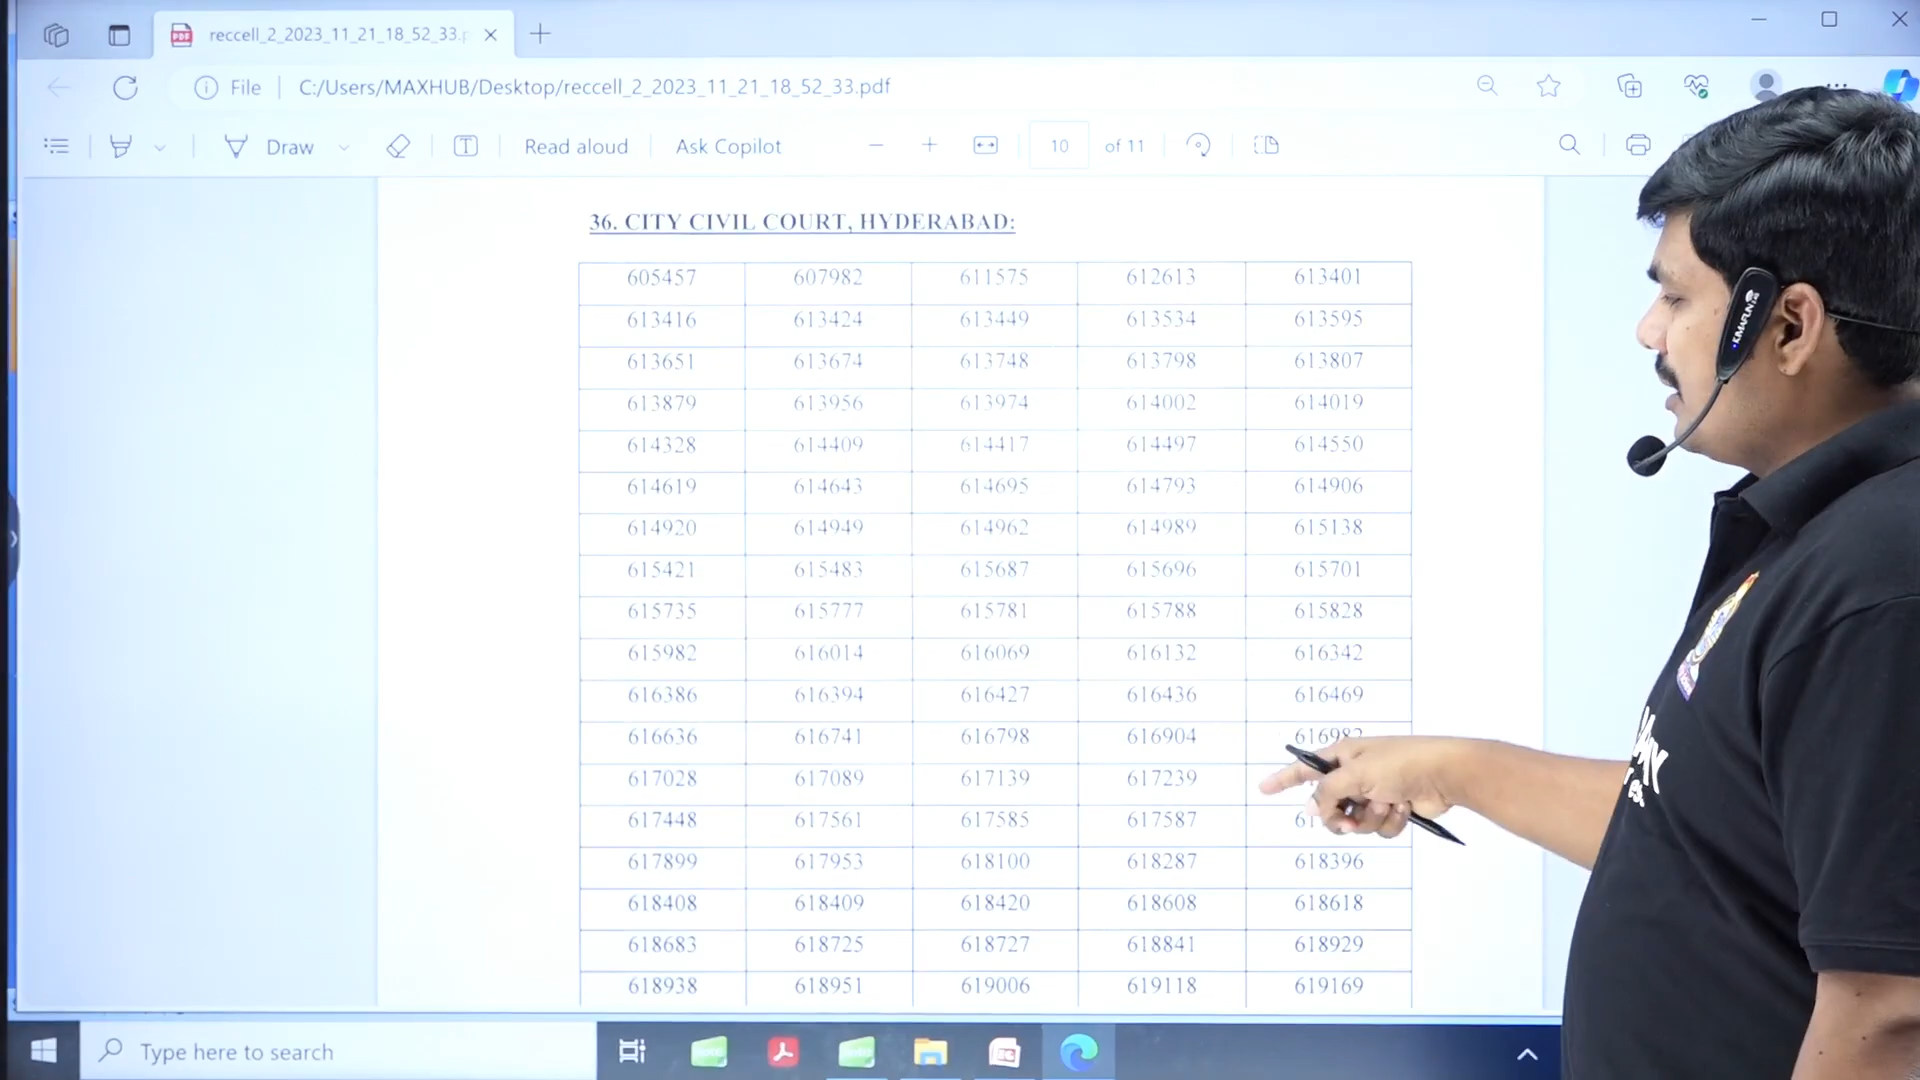 reccell_2_2023_11_21_18_52_33.p
File C:/Users/MAXHUB/Desktop/reccell_2_2023_11_21_18_52_33.pdf
Draw Read aloud Ask Copilot 10 of 11
36. CITY CIVIL COURT, HYDERABAD:
605457 607982 611575 612613 613401
613416 613424 613449 613534 613595
613651 613674 613748 613798 613807
613879 613956 613974 614002 614019
614328 614409 614417 614497 614550
614619 614643 614695 614793 614906
614920 614949 614962 614989 615138
615421 615483 615687 615696 615701
615735 615777 615781 615788 615828
615982 616014 616069 616132 616342
616386 616394 616427 616436 616469
616636 616741 616798 616904 616982
617028 617089 617139 617239
617448 617561 617585 617587
617899 617953 618100 618287 618396
618408 618409 618420 618608 618618
618683 618725 618727 618841 618929
618938 618951 619006 619118 619169
Type here to search